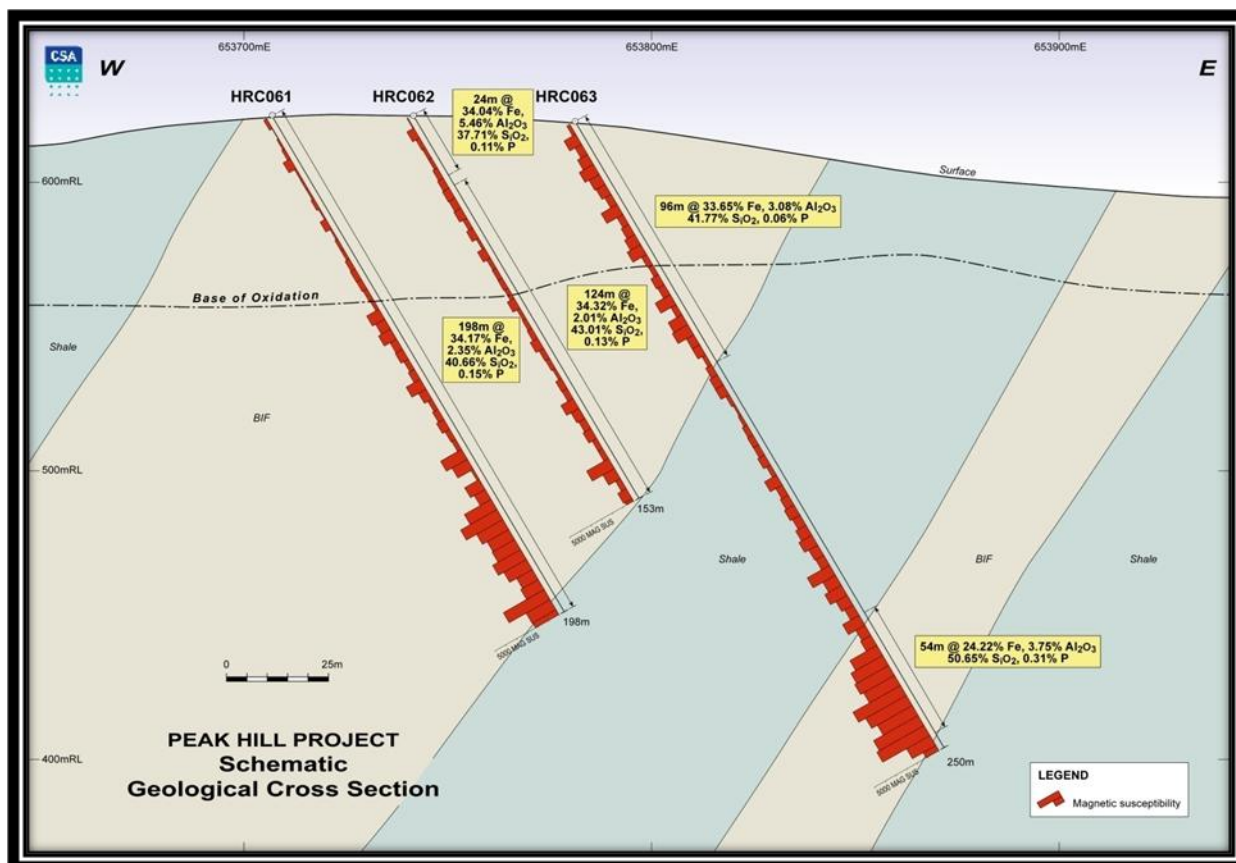 653700mE
653800mE
653900mE
CSA
W
E
HRC061
HRC062
HRC063
24m @
34.04% Fe,
5.46% Al₂O₃
37.71% SiO₂,
0.11% P
Surface
600mRL
96m @ 33.65% Fe, 3.08% Al₂O₃
41.77% SiO₂, 0.06% P
Base of Oxidation
124m @
34.32% Fe,
2.01% Al₂O₃
43.01% SiO₂,
0.13% P
198m @
34.17% Fe,
2.35% Al₂O₃
40.66% SiO₂,
0.15% P
Shale
BIF
500mRL
153m
5000 MAG SUS
Shale
BIF
Shale
198m
5000 MAG SUS
54m @ 24.22% Fe, 3.75% Al₂O₃
50.65% SiO₂, 0.31% P
0
25m
PEAK HILL PROJECT
Schematic
Geological Cross Section
400mRL
250m
5000 MAG SUS
LEGEND
Magnetic susceptibility